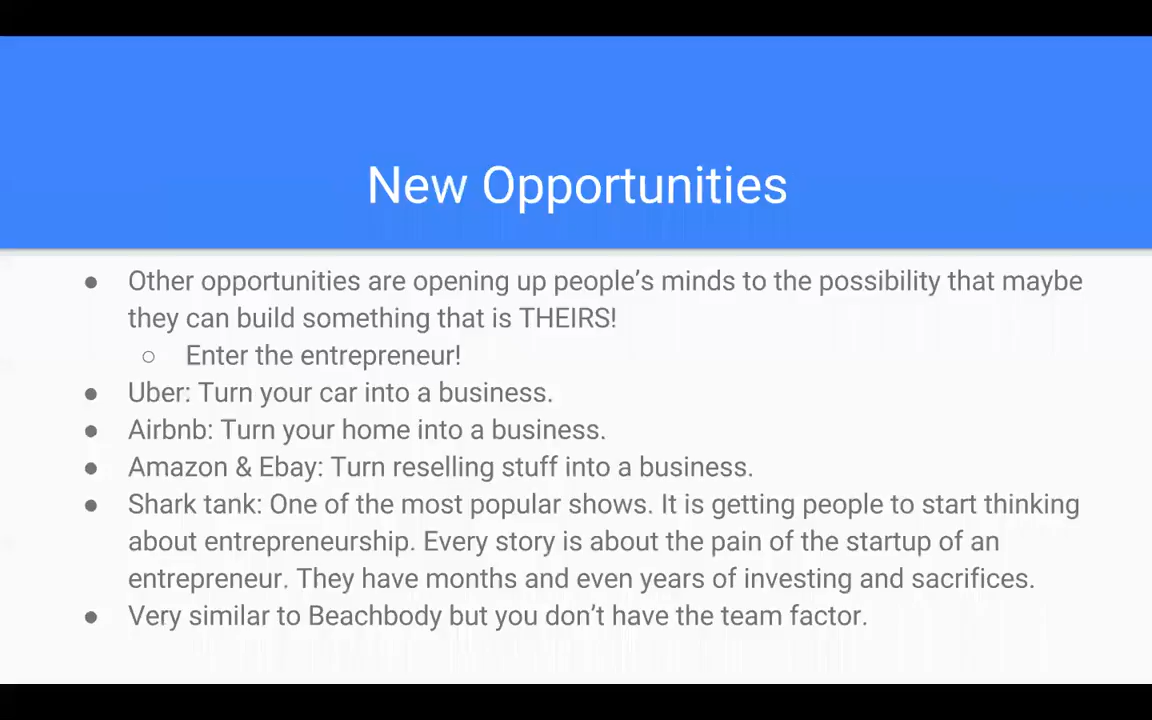 New Opportunities
● Other opportunities are opening up people’s minds to the possibility that maybe
they can build something that is THEIRS!
○ Enter the entrepreneur!
● Uber: Turn your car into a business.
● Airbnb: Turn your home into a business.
● Amazon & Ebay: Turn reselling stuff into a business.
● Shark tank: One of the most popular shows. It is getting people to start thinking
about entrepreneurship. Every story is about the pain of the startup of an
entrepreneur. They have months and even years of investing and sacrifices.
● Very similar to Beachbody but you don’t have the team factor.